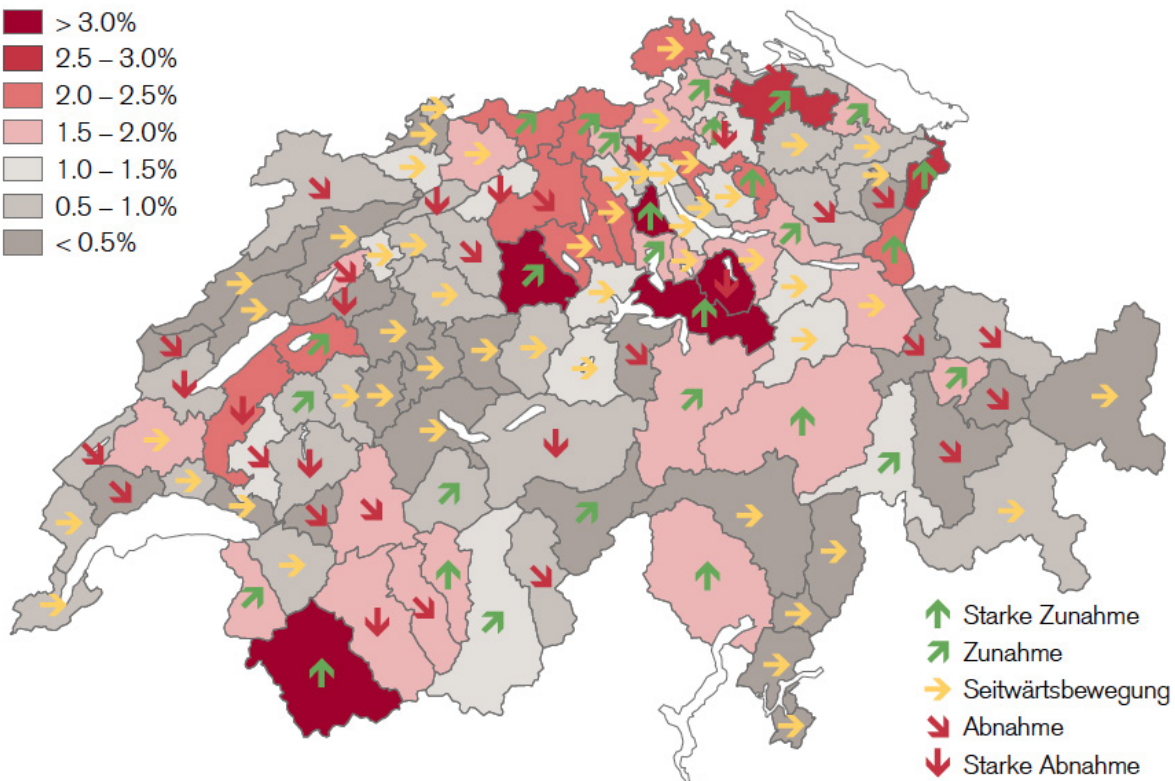 > 3.0%
2.5 – 3.0%
2.0 – 2.5%
1.5 – 2.0%
1.0 – 1.5%
0.5 – 1.0%
< 0.5%
Starke Zunahme
Zunahme
Seitwärtsbewegung
Abnahme
Starke Abnahme